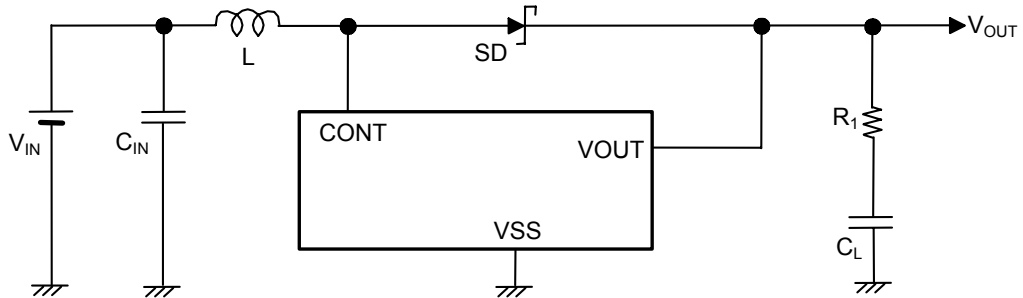 V_OUT
L
SD
R_1
CONT
V_IN
C_IN
VOUT
VSS
C_L